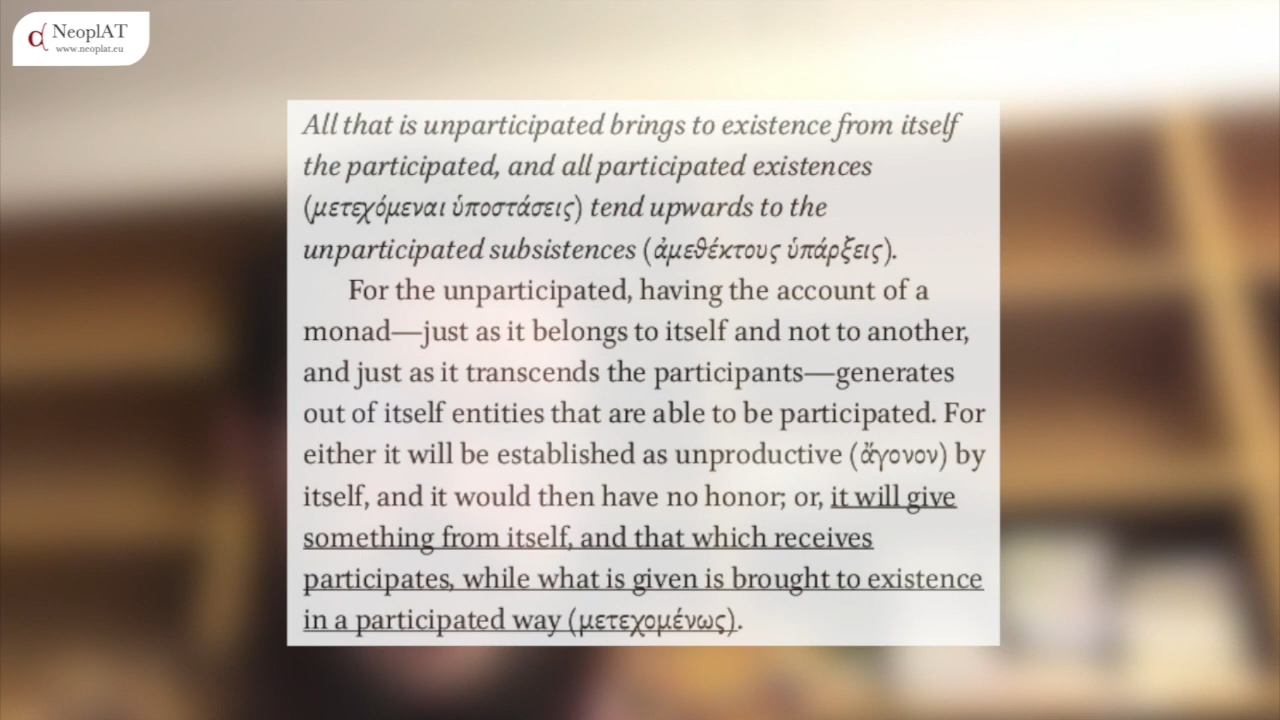 NeoplAT
www.neoplat.eu
All that is unparticipated brings to existence from itself
the participated, and all participated existences
(μετεχόμεναι ὑποστάσεις) tend upwards to the
unparticipated subsistences (ἀμεθέκτους ὑπάρξεις).
For the unparticipated, having the account of a
monad—just as it belongs to itself and not to another,
and just as it transcends the participants—generates
out of itself entities that are able to be participated. For
either it will be established as unproductive (ἄγονον) by
itself, and it would then have no honor; or, it will give
something from itself, and that which receives
participates, while what is given is brought to existence
in a participated way (μετεχομένως).